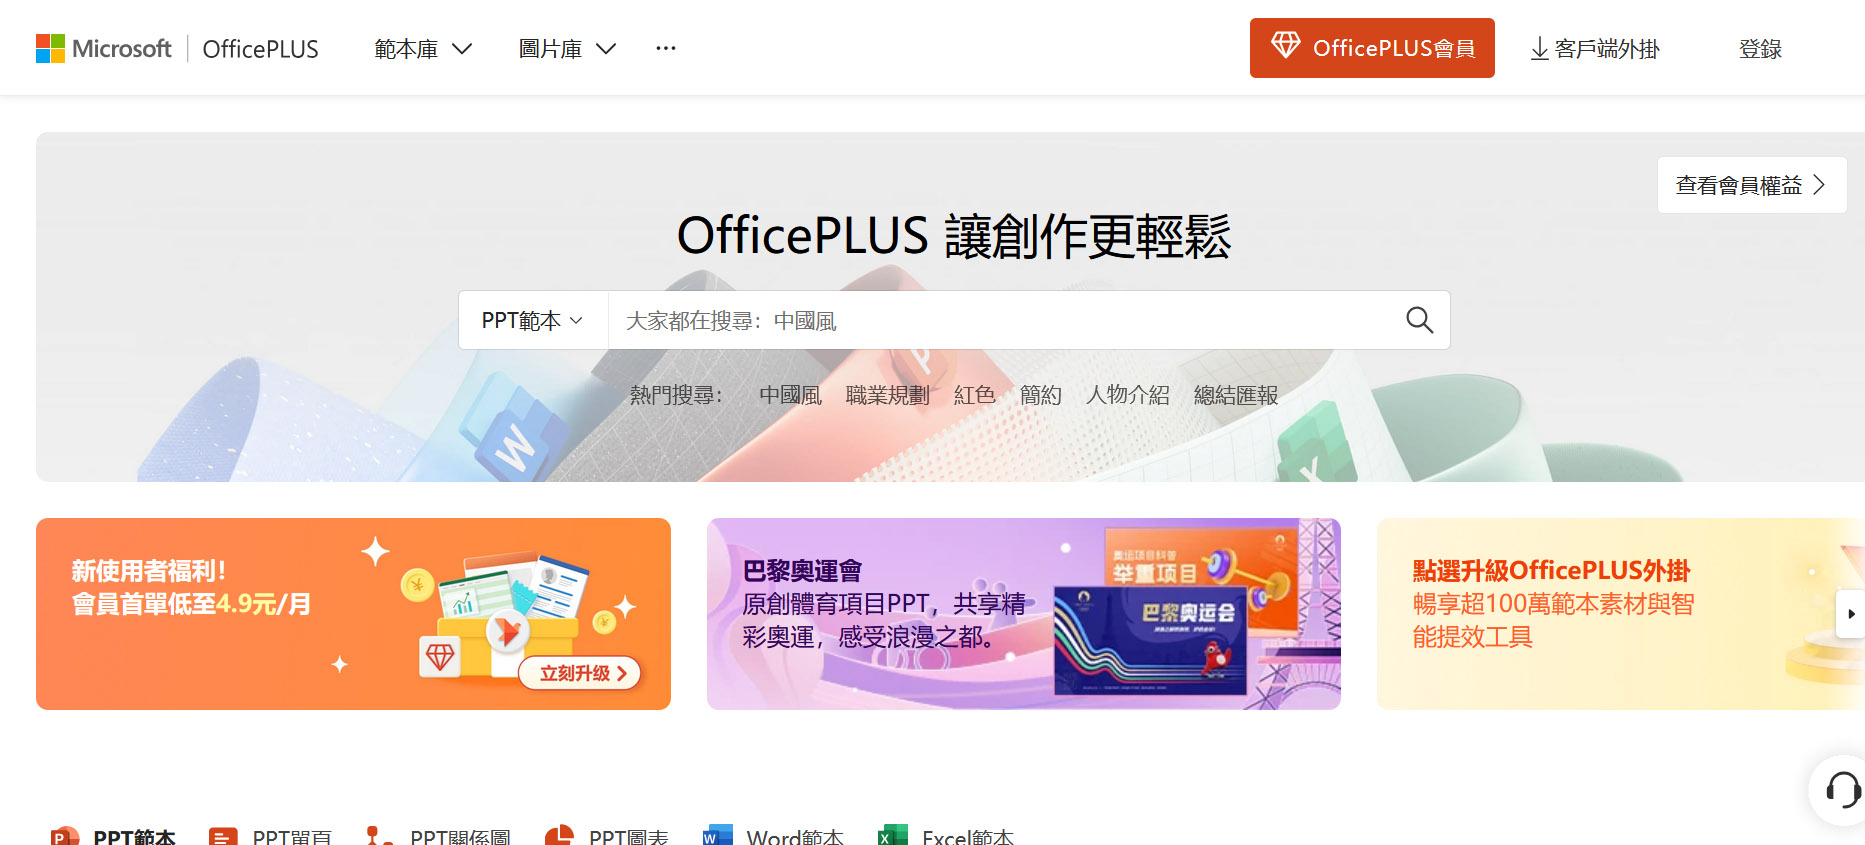 Microsoft OfficePLUS 範本庫 圖片庫 ... OfficePLUS會員 客戶端外掛 登錄
查看會員權益
OfficePLUS 讓創作更輕鬆
PPT範本 大家都在搜尋：中國風
熱門搜尋： 中國風 職業規劃 紅色 簡約 人物介紹 總結匯報
W
P
X
新使用者福利！
會員首單低至4.9元/月
立刻升级
巴黎奧運會
原創體育項目PPT，共享精
彩奧運，感受浪漫之都。
奥运项目科普
举重项目
巴黎奥运会
點選升級OfficePLUS外掛
暢享超100萬範本素材與智
能提效工具
PPT範本 PPT單頁 PPT關係圖 PPT圖表 Word範本 Excel範本